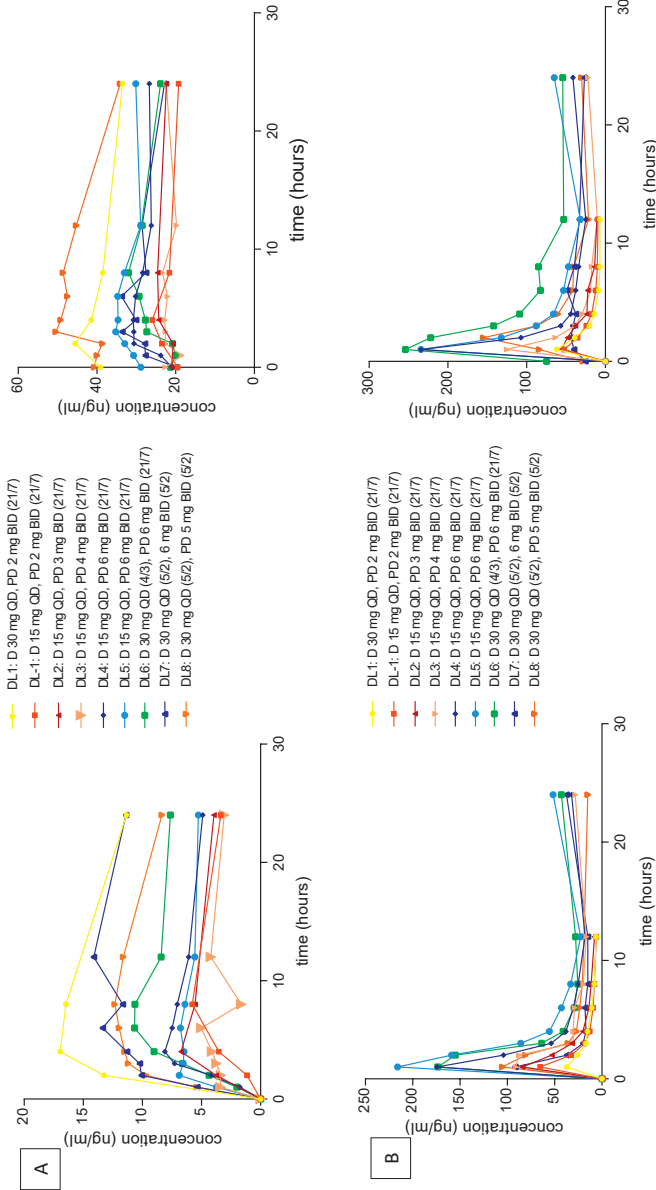 A
concentration (ng/ml)
15
10
5
0
0
10
20
30
time (hours)
DL1: D 30 mg QD, PD 2 mg BID (21/7)
DL-1: D 15 mg QD, PD 2 mg BID (21/7)
DL2: D 15 mg QD, PD 3 mg BID (21/7)
DL3: D 15 mg QD, PD 4 mg BID (21/7)
DL4: D 15 mg QD, PD 6 mg BID (21/7)
DL5: D 15 mg QD, PD 6 mg BID (21/7)
DL6: D 30 mg QD (4/3), PD 6 mg BID (21/7)
DL7: D 30 mg QD (5/2), 6 mg BID (5/2)
DL8: D 30 mg QD (5/2), PD 5 mg BID (5/2)
concentration (ng/ml)
60
40
20
0
0
10
20
30
time (hours)
B
concentration (ng/ml)
250
200
150
100
50
0
0
10
20
30
time (hours)
DL1: D 30 mg QD, PD 2 mg BID (21/7)
DL-1: D 15 mg QD, PD 2 mg BID (21/7)
DL2: D 15 mg QD, PD 3 mg BID (21/7)
DL3: D 15 mg QD, PD 4 mg BID (21/7)
DL4: D 15 mg QD, PD 6 mg BID (21/7)
DL5: D 15 mg QD, PD 6 mg BID (21/7)
DL6: D 30 mg QD (4/3), PD 6 mg BID (21/7)
DL7: D 30 mg QD (5/2), 6 mg BID (5/2)
DL8: D 30 mg QD (5/2), PD 5 mg BID (5/2)
concentration (ng/ml)
300
200
100
0
0
10
20
30
time (hours)